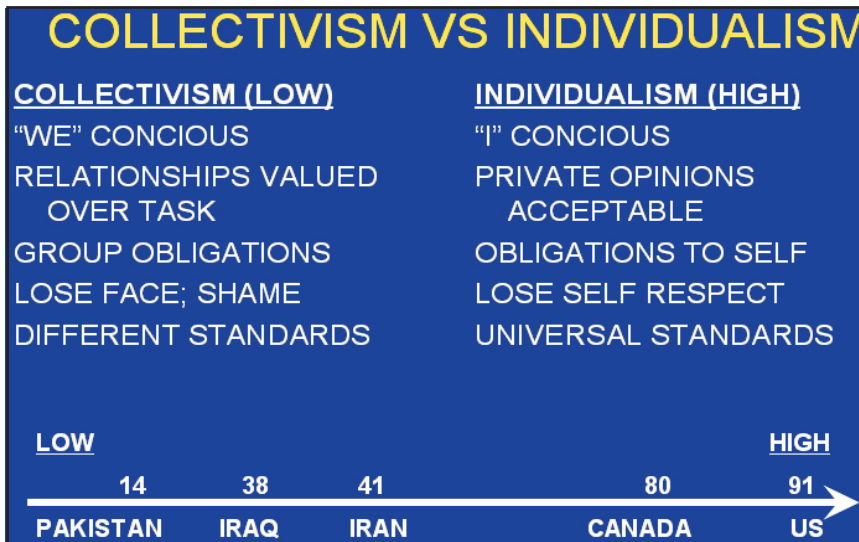 COLLECTIVISM VS INDIVIDUALISM
COLLECTIVISM (LOW)
“WE” CONCIOUS
RELATIONSHIPS VALUED
OVER TASK
GROUP OBLIGATIONS
LOSE FACE; SHAME
DIFFERENT STANDARDS
INDIVIDUALISM (HIGH)
“I” CONCIOUS
PRIVATE OPINIONS
ACCEPTABLE
OBLIGATIONS TO SELF
LOSE SELF RESPECT
UNIVERSAL STANDARDS
LOW HIGH
14 38 41 80 91
PAKISTAN IRAQ IRAN CANADA US